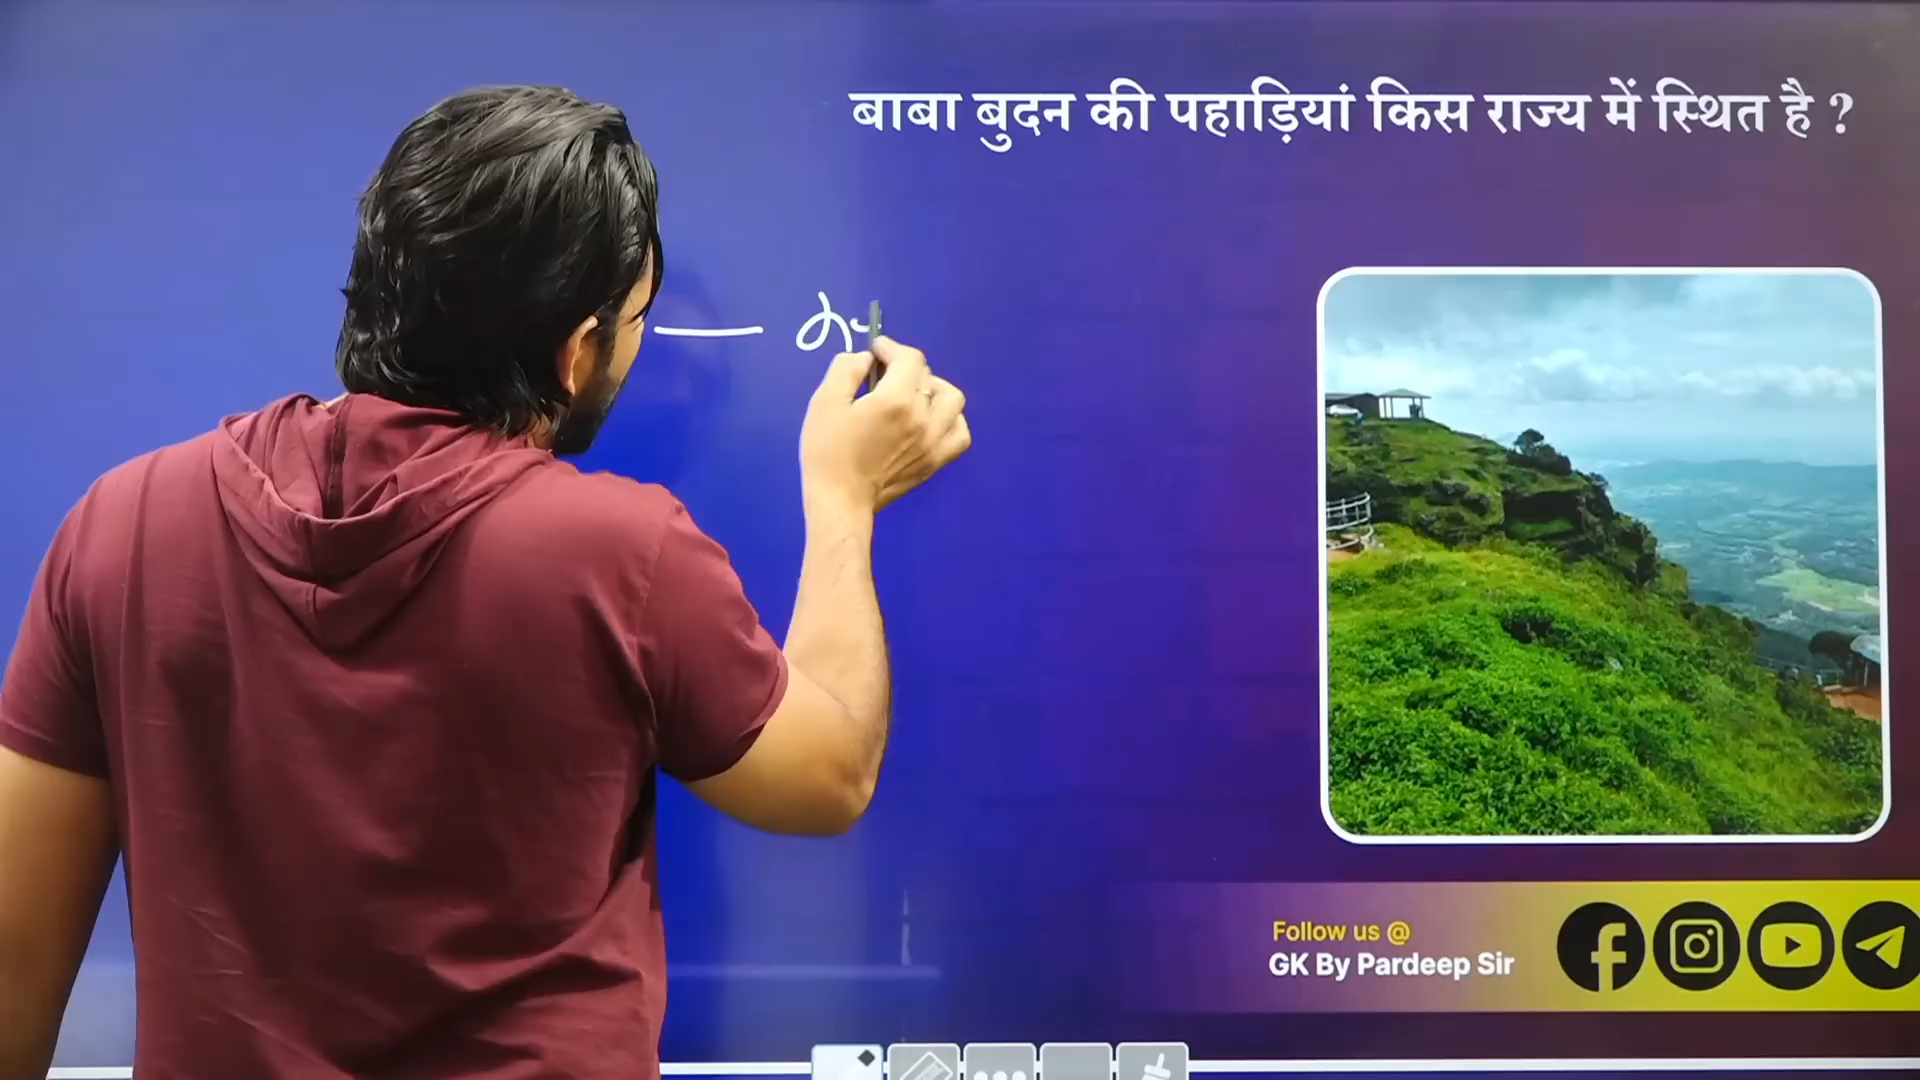 बाबा बुदन की पहाड़ियां किस राज्य में स्थित है ?
Follow us @
GK By Pardeep Sir